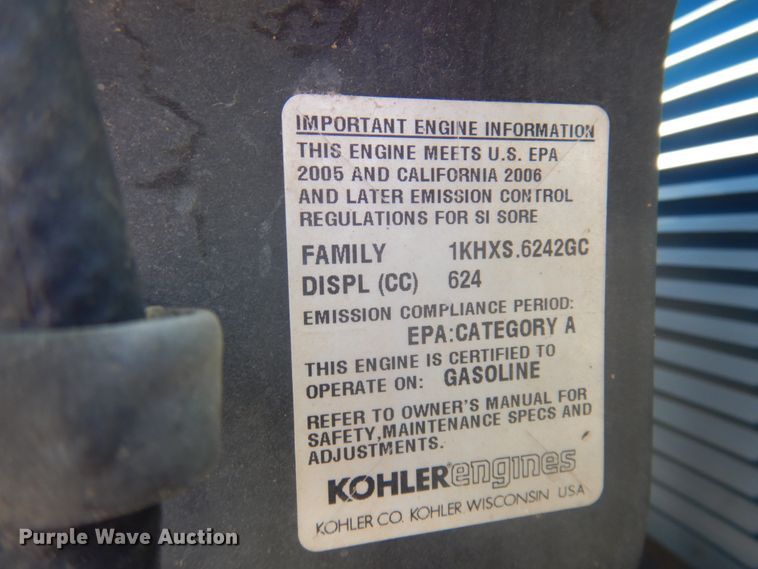 IMPORTANT ENGINE INFORMATION
THIS ENGINE MEETS U.S. EPA
2005 AND CALIFORNIA 2006
AND LATER EMISSION CONTROL
REGULATIONS FOR SI SORE
FAMILY 1KHXS.6242GC
DISPL (CC) 624
EMISSION COMPLIANCE PERIOD:
EPA:CATEGORY A
THIS ENGINE IS CERTIFIED TO
OPERATE ON: GASOLINE
REFER TO OWNER'S MANUAL FOR
SAFETY,MAINTENANCE SPECS AND
ADJUSTMENTS.
KOHLER engines
KOHLER CO. KOHLER, WISCONSIN USA
Purple Wave Auction®